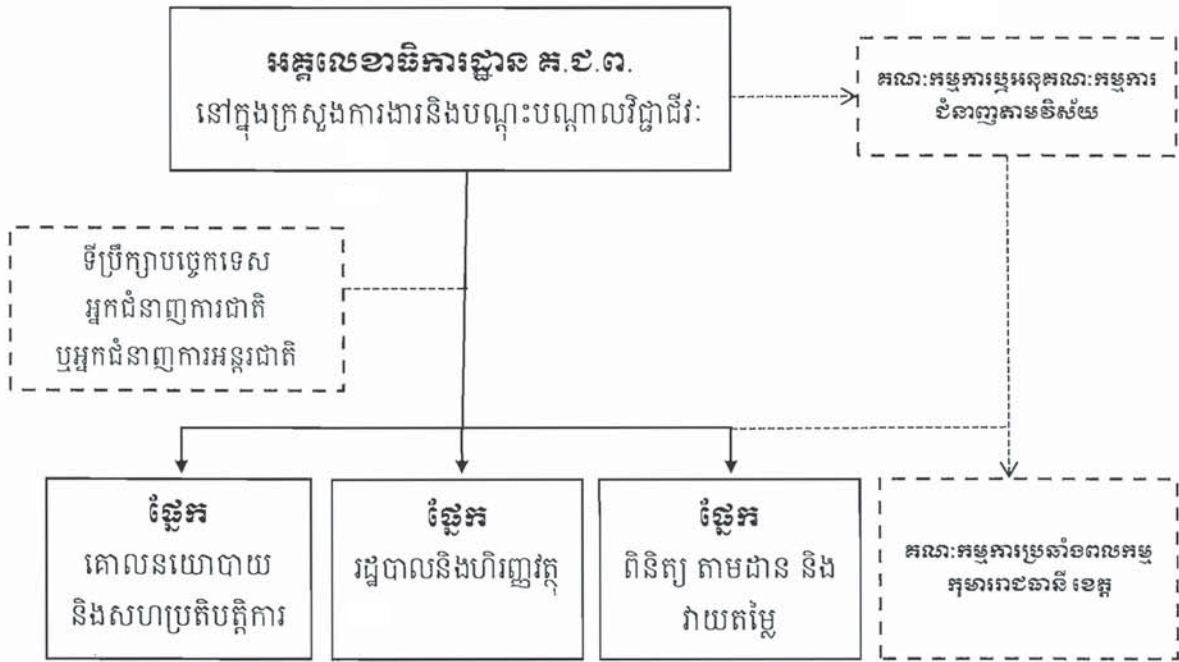 អគ្គលេខាធិការដ្ឋាន គ.ជ.ព.
នៅក្នុងក្រសួងការងារនិងបណ្តុះបណ្តាលវិជ្ជាជីវៈ
គណៈកម្មការឬអនុគណៈកម្មការ
ជំនាញតាមវិស័យ
ទីប្រឹក្សាបច្ចេកទេស
អ្នកជំនាញការជាតិ
ឬអ្នកជំនាញការអន្តរជាតិ
ផ្នែក
គោលនយោបាយ
និងសហប្រតិបត្តិការ
ផ្នែក
រដ្ឋបាលនិងហិរញ្ញវត្ថុ
ផ្នែក
ពិនិត្យ តាមដាន និង
វាយតម្លៃ
គណៈកម្មការប្រឆាំងពលកម្ម
កុមាររាជធានី ខេត្ត